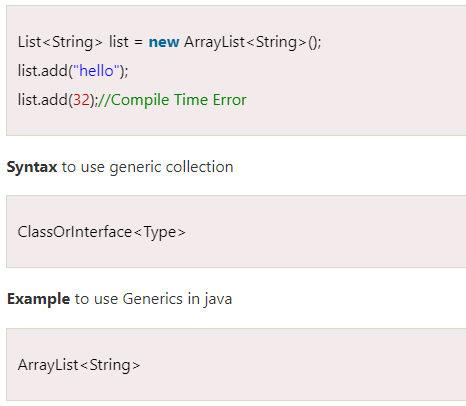 List<String> list = new ArrayList<String>();
list.add("hello");
list.add(32);//Compile Time Error
Syntax to use generic collection
ClassOrInterface<Type>
Example to use Generics in java
ArrayList<String>